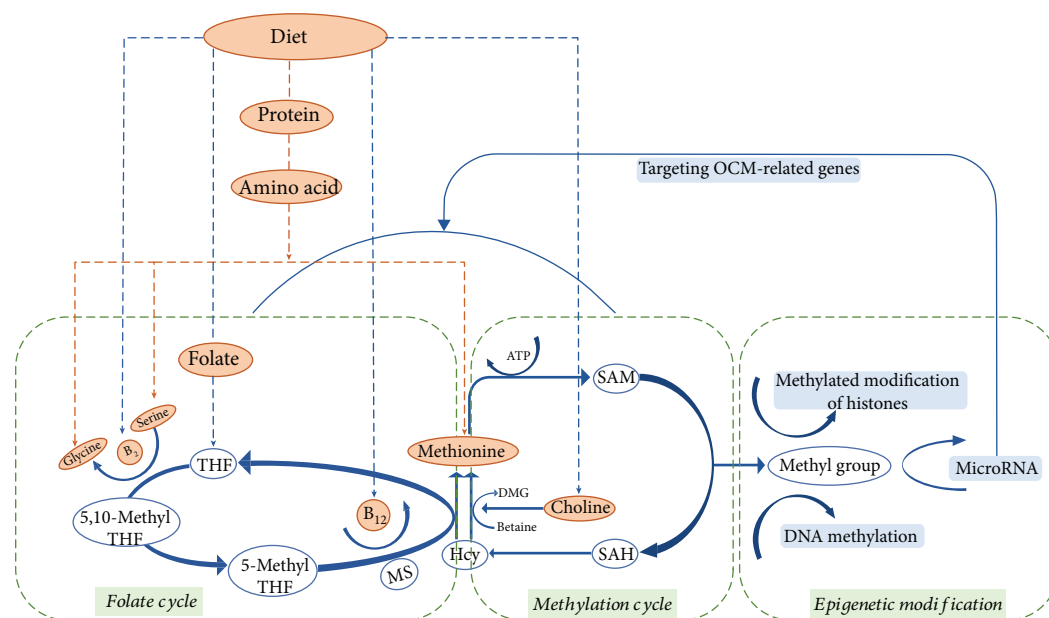 Diet
Protein
Amino acid
Targeting OCM-related genes
Folate
Serine
Glycine
B2
THF
5,10-Methyl
THF
5-Methyl
THF
B12
MS
Folate cycle
ATP
SAM
Methionine
DMG
Choline
Betaine
Hcy
SAH
Methylation cycle
Methylated modification
of histones
Methyl group
MicroRNA
DNA methylation
Epigenetic modification